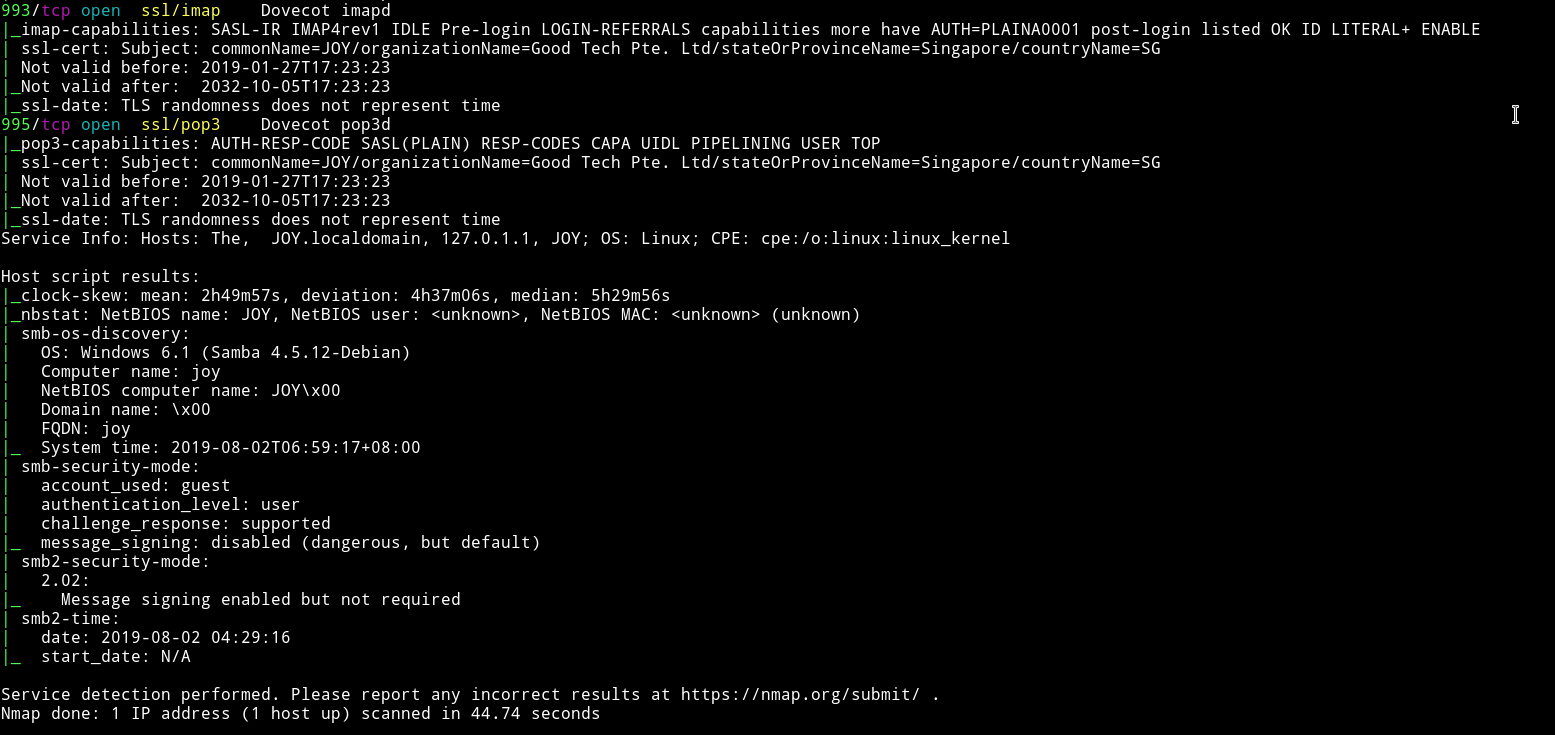 993/tcp open  ssl/imap    Dovecot imapd
|_imap-capabilities: SASL-IR IMAP4rev1 IDLE Pre-login LOGIN-REFERRALS capabilities more have AUTH=PLAINA0001 post-login listed OK ID LITERAL+ ENABLE
| ssl-cert: Subject: commonName=JOY/organizationName=Good Tech Pte. Ltd/stateOrProvinceName=Singapore/countryName=SG
| Not valid before: 2019-01-27T17:23:23
|_Not valid after:  2032-10-05T17:23:23
|_ssl-date: TLS randomness does not represent time
995/tcp open  ssl/pop3    Dovecot pop3d
|_pop3-capabilities: AUTH-RESP-CODE SASL(PLAIN) RESP-CODES CAPA UIDL PIPELINING USER TOP
| ssl-cert: Subject: commonName=JOY/organizationName=Good Tech Pte. Ltd/stateOrProvinceName=Singapore/countryName=SG
| Not valid before: 2019-01-27T17:23:23
|_Not valid after:  2032-10-05T17:23:23
|_ssl-date: TLS randomness does not represent time
Service Info: Hosts: The,  JOY.localdomain, 127.0.1.1, JOY; OS: Linux; CPE: cpe:/o:linux:linux_kernel

Host script results:
|_clock-skew: mean: 2h49m57s, deviation: 4h37m06s, median: 5h29m56s
|_nbstat: NetBIOS name: JOY, NetBIOS user: <unknown>, NetBIOS MAC: <unknown> (unknown)
| smb-os-discovery:
|   OS: Windows 6.1 (Samba 4.5.12-Debian)
|   Computer name: joy
|   NetBIOS computer name: JOY\x00
|   Domain name: \x00
|   FQDN: joy
|_  System time: 2019-08-02T06:59:17+08:00
| smb-security-mode:
|   account_used: guest
|   authentication_level: user
|   challenge_response: supported
|_  message_signing: disabled (dangerous, but default)
| smb2-security-mode:
|   2.02:
|_    Message signing enabled but not required
| smb2-time:
|   date: 2019-08-02 04:29:16
|_  start_date: N/A

Service detection performed. Please report any incorrect results at https://nmap.org/submit/ .
Nmap done: 1 IP address (1 host up) scanned in 44.74 seconds